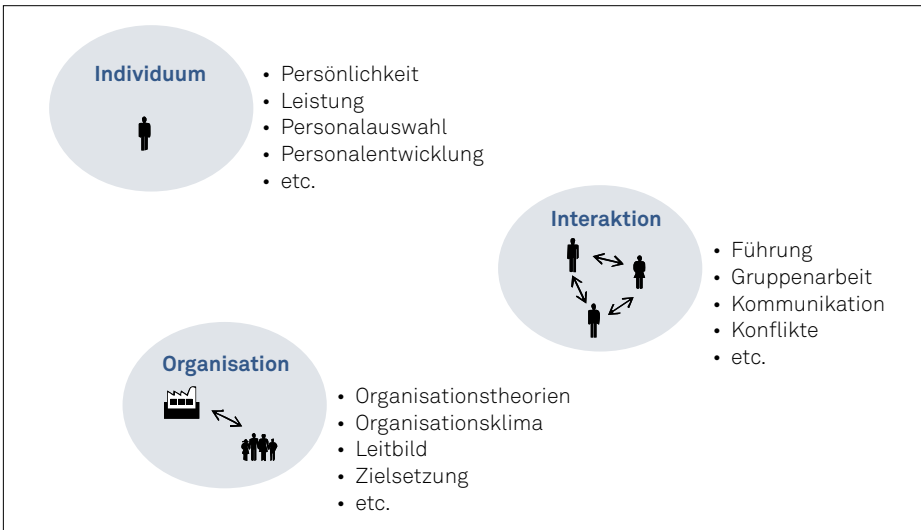 Individuum
• Persönlichkeit
• Leistung
• Personalauswahl
• Personalentwicklung
• etc.
Interaktion
• Führung
• Gruppenarbeit
• Kommunikation
• Konflikte
• etc.
Organisation
• Organisationstheorien
• Organisationsklima
• Leitbild
• Zielsetzung
• etc.